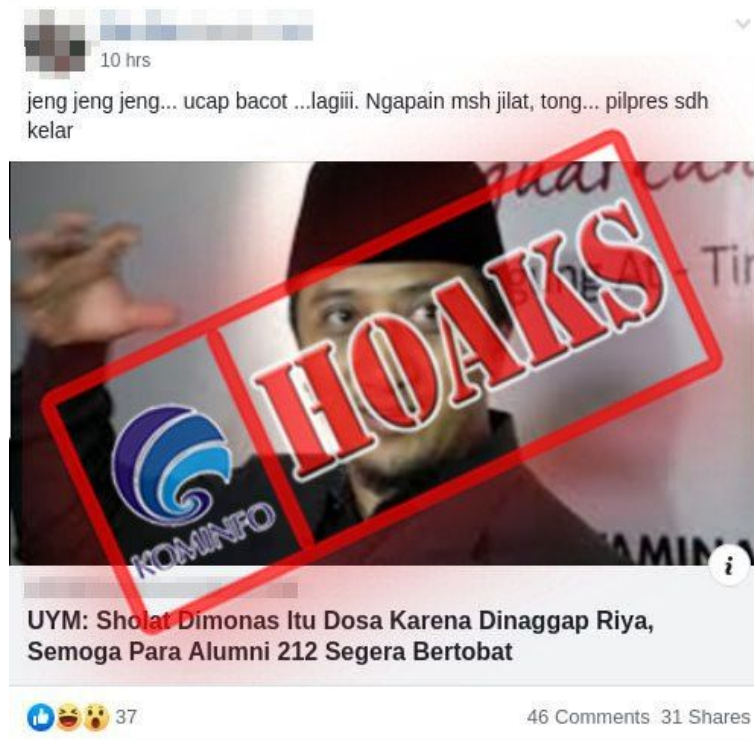 10 hrs
jeng jeng jeng... ucap bacot ...lagiii. Ngapain msh jilat, tong... pilpres sdh
kelar
HOAKS
KOMINFO
AMINA
i
UYM: Sholat Dimonas Itu Dosa Karena Dinaggap Riya,
Semoga Para Alumni 212 Segera Bertobat
37
46 Comments 31 Shares